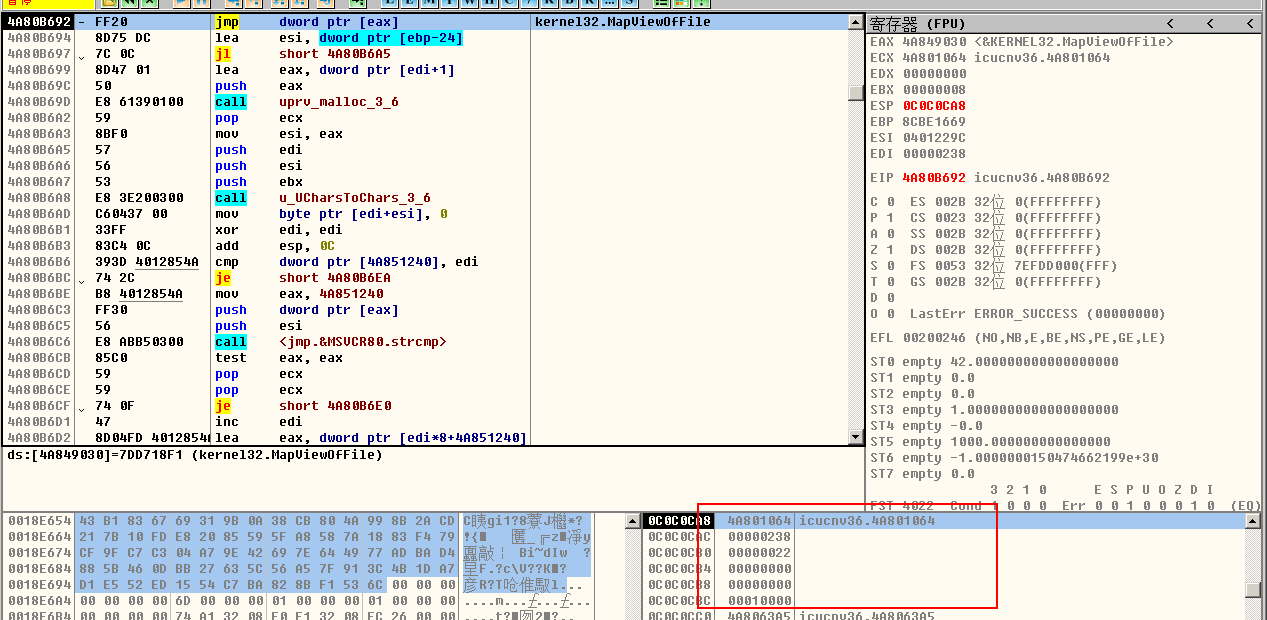 4A80B692 - FF20 jmp dword ptr [eax] kernel32.MapViewOfFile
4A80B694 8D75 DC lea esi, dword ptr [ebp-24]
4A80B697 7C 0C jl short 4A80B6A5
4A80B699 8D47 01 lea eax, dword ptr [edi+1]
4A80B69C 50 push eax
4A80B69D E8 61390100 call uprv_malloc_3_6
4A80B6A2 59 pop ecx
4A80B6A3 8BF0 mov esi, eax
4A80B6A5 57 push edi
4A80B6A6 56 push esi
4A80B6A7 53 push ebx
4A80B6A8 E8 3E200300 call u_UCharsToChars_3_6
4A80B6AD C60437 00 mov byte ptr [edi+esi], 0
4A80B6B1 33FF xor edi, edi
4A80B6B3 83C4 0C add esp, 0C
4A80B6B6 393D 4012854A cmp dword ptr [4A851240], edi
4A80B6BC 74 2C je short 4A80B6EA
4A80B6BE B8 4012854A mov eax, 4A851240
4A80B6C3 FF30 push dword ptr [eax]
4A80B6C5 56 push esi
4A80B6C6 E8 ABB50300 call <jmp.&MSVCR80.strcmp>
4A80B6CB 85C0 test eax, eax
4A80B6CD 59 pop ecx
4A80B6CE 59 pop ecx
4A80B6CF 74 0F je short 4A80B6E0
4A80B6D1 47 inc edi
4A80B6D2 8D04FD 4012854A lea eax, dword ptr [edi*8+4A851240]
ds:[4A849030]=7DD718F1 (kernel32.MapViewOfFile)
寄存器 (FPU) < < <
EAX 4A849030 <&KERNEL32.MapViewOfFile>
ECX 4A801064 icucnv36.4A801064
EDX 00000000
EBX 00000008
ESP 0C0C0CA8
EBP 8CBE1669
ESI 0401229C
EDI 00000238
EIP 4A80B692 icucnv36.4A80B692
C 0 ES 002B 32位 0(FFFFFFFF)
P 1 CS 0023 32位 0(FFFFFFFF)
A 0 SS 002B 32位 0(FFFFFFFF)
Z 1 DS 002B 32位 0(FFFFFFFF)
S 0 FS 0053 32位 7EFDD000(FFF)
T 0 GS 002B 32位 0(FFFFFFFF)
D 0
O 0 LastErr ERROR_SUCCESS (00000000)
EFL 00200246 (NO,NB,E,BE,NS,PE,GE,LE)
ST0 empty 42.000000000000000000
ST1 empty 0.0
ST2 empty 0.0
ST3 empty 1.0000000000000000000
ST4 empty -0.0
ST5 empty 1000.0000000000000000
ST6 empty -1.0000000150474662199e+30
ST7 empty 0.0
3 2 1 0 E S P U O Z D I
FST 4022 Cond 1 0 0 0 Err 0 0 1 0 0 0 1 0 (EQ)
0018E654 43 B1 83 67 69 31 9B 0A 38 CB 80 4A 99 8B 2A CD
0018E664 21 7B 10 FD E8 20 85 59 5F A8 58 7A 18 83 F4 79
0018E674 CF 9F C7 C3 04 A7 9E 42 69 7E 64 49 77 AD BA D4
0018E684 88 5B 46 0D BB 27 63 5C 56 A5 7F 91 3C 4B 1D A7
0018E694 D1 E5 52 ED 15 54 C7 BA 82 8B F1 53 6C 00 00 00
0018E6A4 00 00 00 00 6D 00 00 00 01 00 00 00 01 00 00 00
0C0C0CA8 4A801064 icucnv36.4A801064
0C0C0CAC 00000238
0C0C0CB0 00000022
0C0C0CB4 00000000
0C0C0CB8 00000000
0C0C0CBC 00010000
0C0C0CC0 4A8063A5 icucnv36.4A8063A5